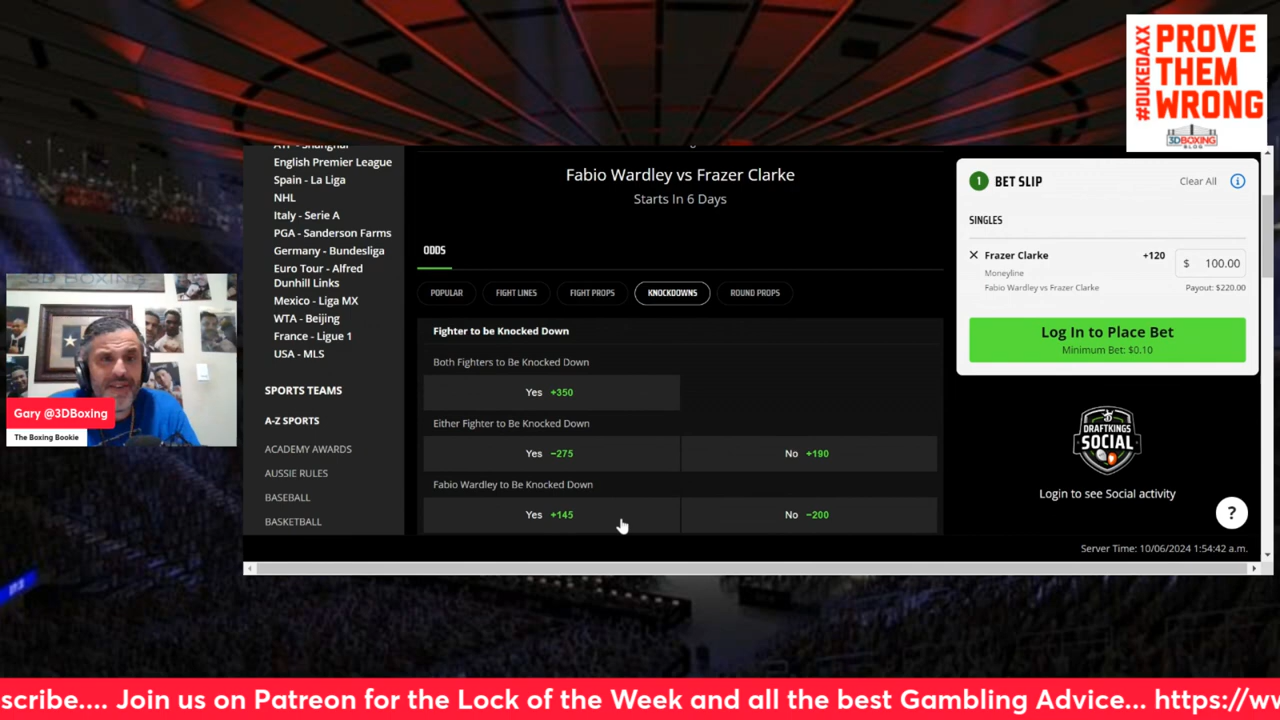 #DUKEDAXX
PROVE
THEM
WRONG
3DBOXING
BLOG
ATP - Shanghai
English Premier League
Spain - La Liga
NHL
Italy - Serie A
PGA - Sanderson Farms
Germany - Bundesliga
Euro Tour - Alfred
Dunhill Links
Mexico - Liga MX
WTA - Beijing
France - Ligue 1
USA - MLS
SPORTS TEAMS
A-Z SPORTS
ACADEMY AWARDS
AUSSIE RULES
BASEBALL
BASKETBALL
Fabio Wardley vs Frazer Clarke
Starts In 6 Days
ODDS
POPULAR FIGHT LINES FIGHT PROPS KNOCKDOWNS ROUND PROPS
Fighter to be Knocked Down
Both Fighters to Be Knocked Down
Yes +350
Either Fighter to Be Knocked Down
Yes −275 No +190
Fabio Wardley to Be Knocked Down
Yes +145 No −200
1 BET SLIP Clear All
SINGLES
Frazer Clarke +120 $ 100.00
Moneyline
Fabio Wardley vs Frazer Clarke Payout: $220.00
Log In to Place Bet
Minimum Bet: $0.10
DRAFTKINGS
SOCIAL
Login to see Social activity
?
Server Time: 10/06/2024 1:54:42 a.m.
3D BOXING
Gary @3DBoxing
The Boxing Bookie
scribe.... Join us on Patreon for the Lock of the Week and all the best Gambling Advice... https://w